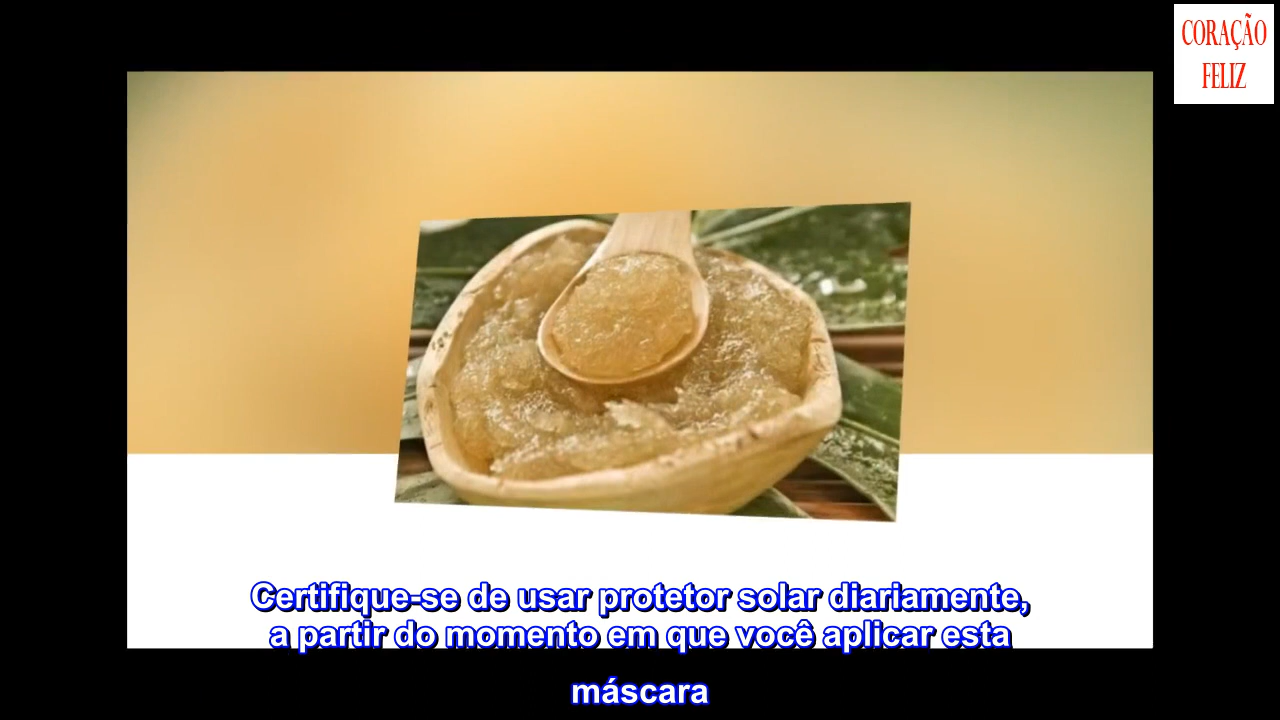 CORAÇÃO
FELIZ
Certifique-se de usar protetor solar diariamente,
a partir do momento em que você aplicar esta
máscara